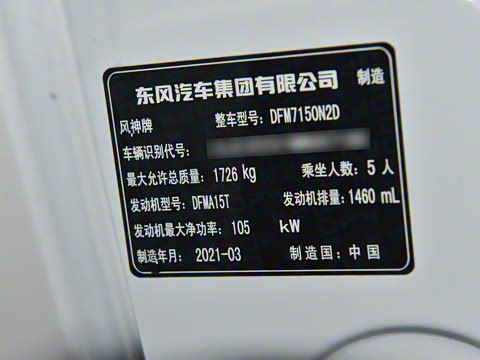 东风汽车集团有限公司 制造
风神牌 整车型号: DFM7150N2D
车辆识别代号:
最大允许总质量: 1726 kg 乘坐人数: 5 人
发动机型号: DFMA15T 发动机排量: 1460 mL
发动机最大净功率: 105 kW
制造年月: 2021-03 制造国: 中国